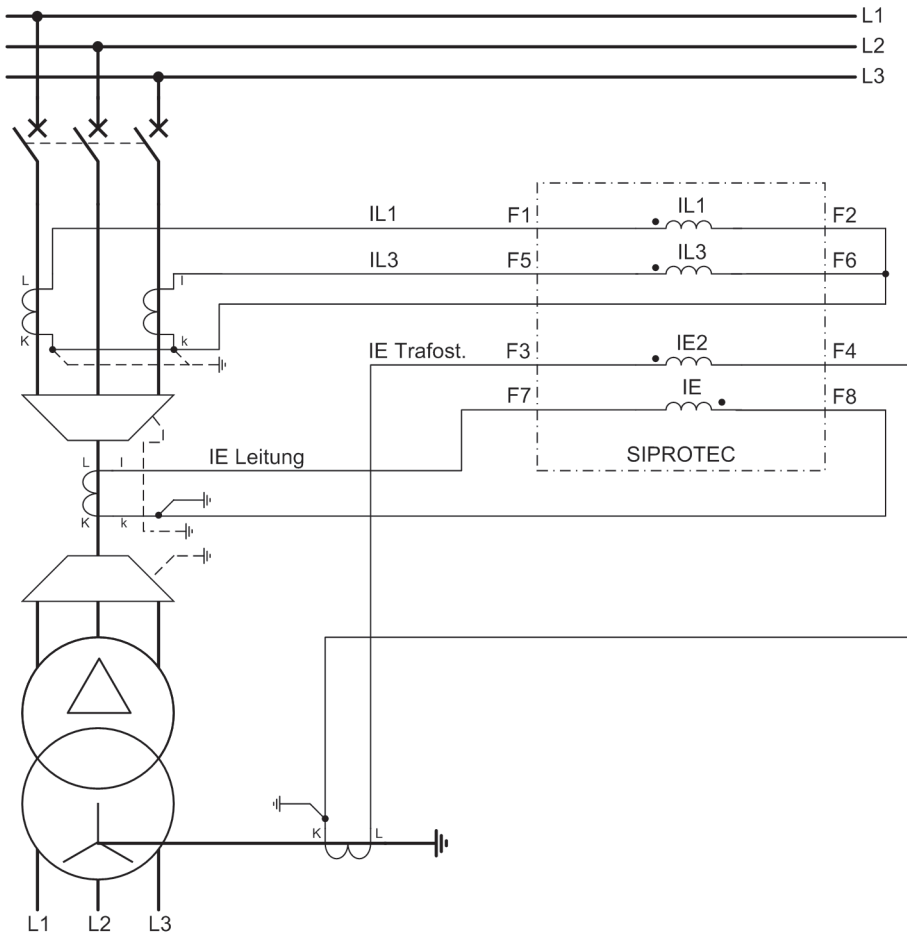 L1
L2
L3
IL1 F1 IL1 F2
IL3 F5 IL3 F6
L l
K k
IE Trafost. F3 IE2 F4
F7 IE F8
SIPROTEC
L l IE Leitung
K k
K L
L1 L2 L3